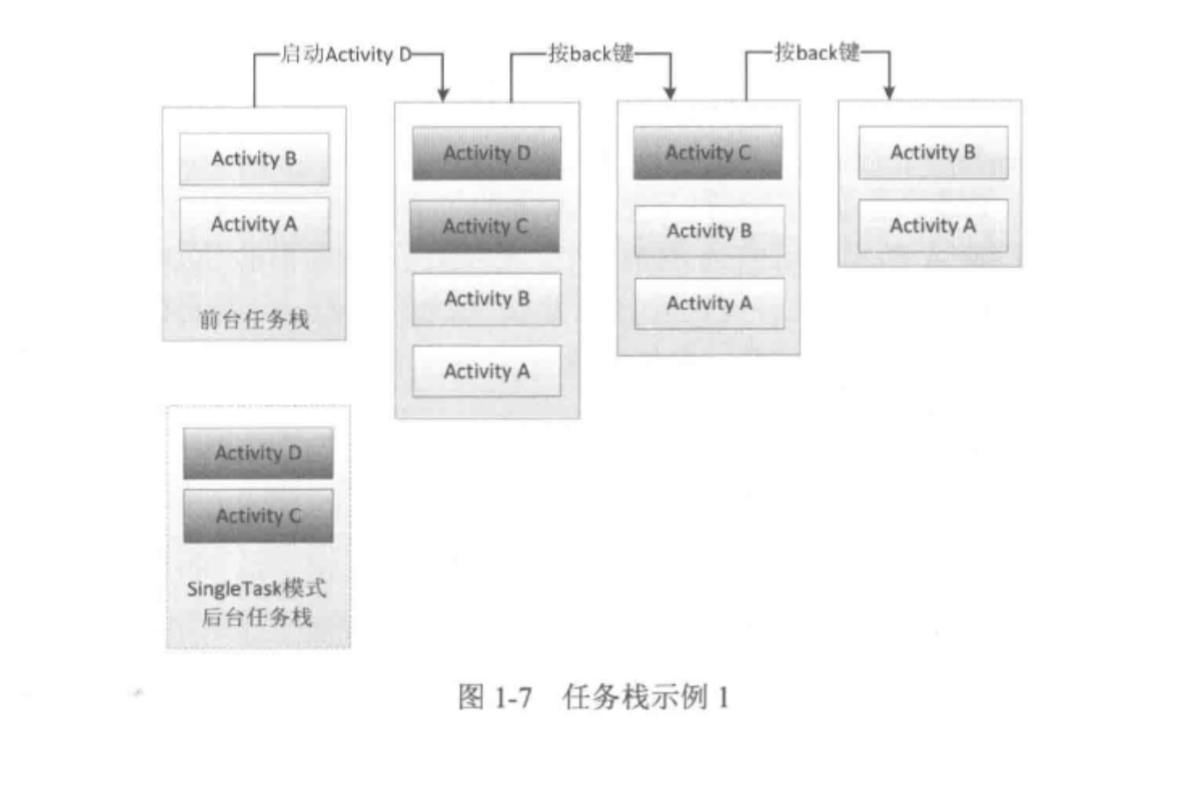 启动Activity D
按back键
按back键
Activity B
Activity A
前台任务栈
Activity D
Activity C
Activity B
Activity A
Activity C
Activity B
Activity A
Activity B
Activity A
Activity D
Activity C
SingleTask模式
后台任务栈
图 1-7 任务栈示例 1